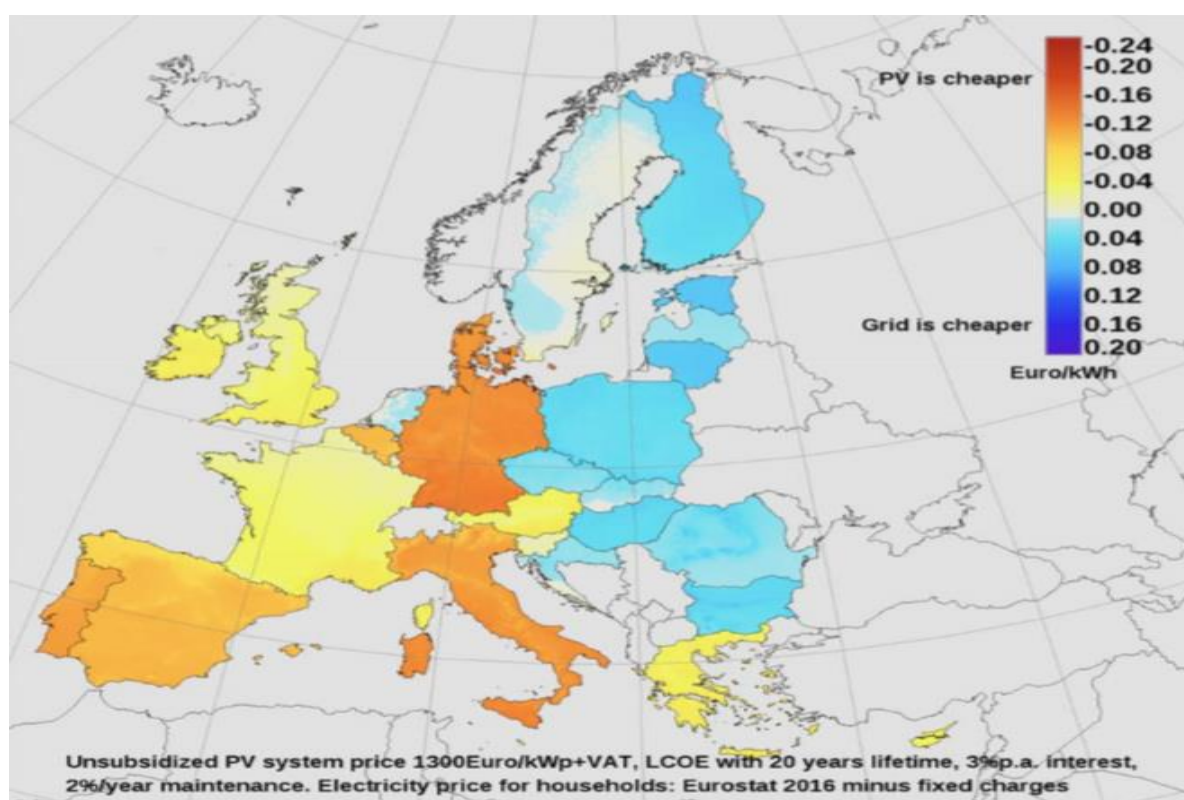 -0.24
PV is cheaper
-0.20
-0.16
-0.12
-0.08
-0.04
0.00
0.04
0.08
0.12
Grid is cheaper
0.16
0.20
Euro/kWh
Unsubsidized PV system price 1300Euro/kWp+VAT, LCOE with 20 years lifetime, 3%p.a. interest,
2%/year maintenance. Electricity price for households: Eurostat 2016 minus fixed charges